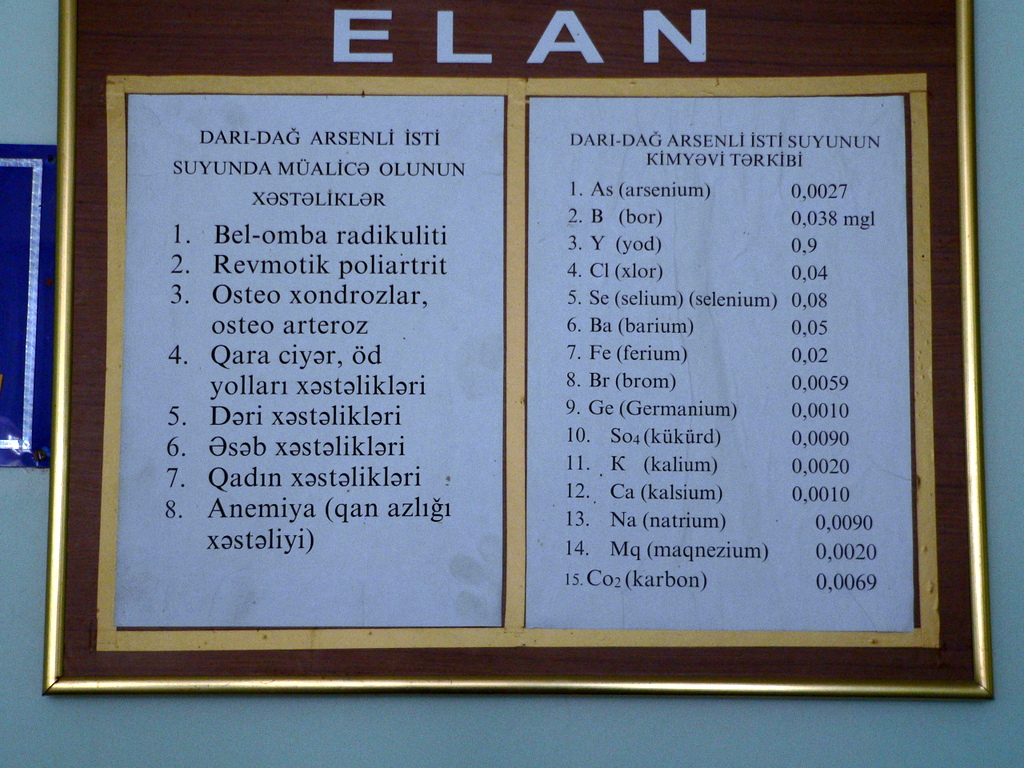 ELAN
DARI-DAĞ ARSENLİ İSTİ
SUYUNDA MÜALİCƏ OLUNUN
XƏSTƏLİKLƏR
1. Bel-omba radikuliti
2. Revmotik poliartrit
3. Osteo xondrozlar,
osteo arteroz
4. Qara ciyər, öd
yolları xəstəlikləri
5. Dəri xəstəlikləri
6. Əsəb xəstəlikləri
7. Qadın xəstəlikləri
8. Anemiya (qan azlığı
xəstəliyi)
DARI-DAĞ ARSENLİ İSTİ SUYUNUN
KİMYƏVİ TƏRKİBİ
1. As (arsenium) 0,0027
2. B (bor) 0,038 mgl
3. Y (yod) 0,9
4. Cl (xlor) 0,04
5. Se (selium) (selenium) 0,08
6. Ba (barium) 0,05
7. Fe (ferium) 0,02
8. Br (brom) 0,0059
9. Ge (Germanium) 0,0010
10. So4 (kükürd) 0,0090
11. K (kalium) 0,0020
12. Ca (kalsium) 0,0010
13. Na (natrium) 0,0090
14. Mq (maqnezium) 0,0020
15. Co2 (karbon) 0,0069